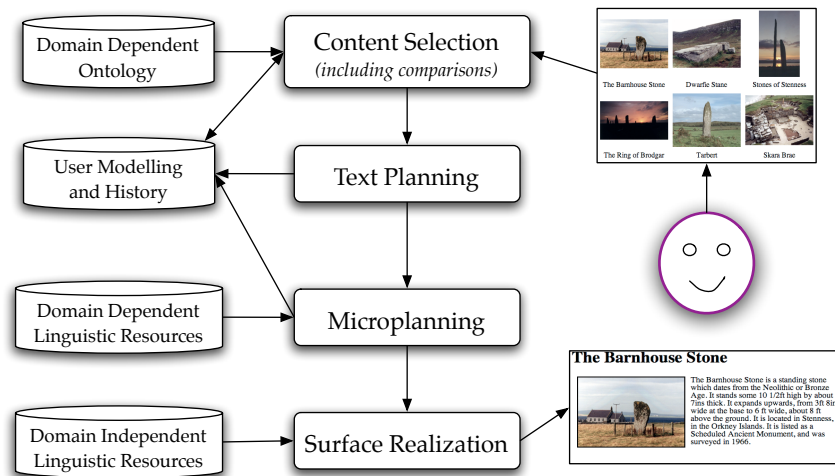 Domain Dependent
Ontology
Content Selection
(including comparisons)
The Barnhouse Stone
Dwarfie Stane
Stones of Stenness
The Ring of Brodgar
Tarbert
Skara Brae
User Modelling
and History
Text Planning
Domain Dependent
Linguistic Resources
Microplanning
Domain Independent
Linguistic Resources
Surface Realization
The Barnhouse Stone
The Barnhouse Stone is a standing stone
which dates from the Neolithic or Bronze
Age. It stands some 10 1/2ft high by about
7ins thick. It expands upwards, from 3ft 8in
wide at the base to 6 ft wide, about 8 ft
above the ground. It is located in Stenness,
in the Orkney Islands. It is listed as a
Scheduled Ancient Monument, and was
surveyed in 1966.